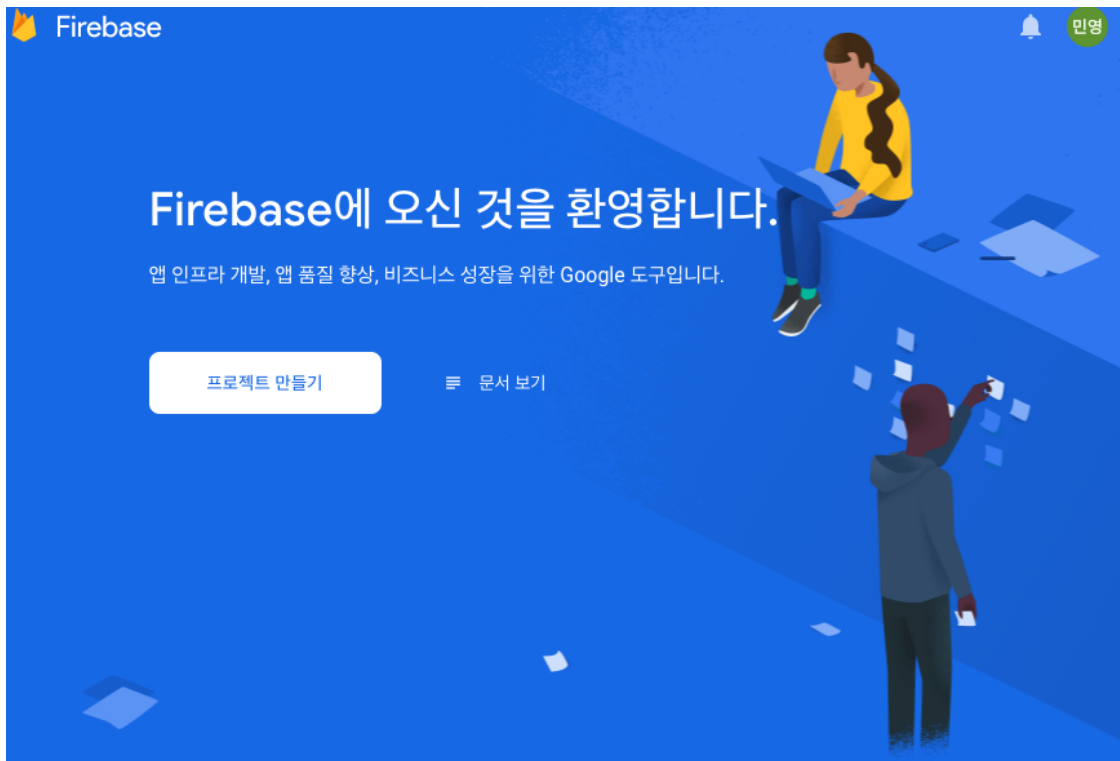 Firebase
민영
Firebase에 오신 것을 환영합니다.
앱 인프라 개발, 앱 품질 향상, 비즈니스 성장을 위한 Google 도구입니다.
프로젝트 만들기
문서 보기